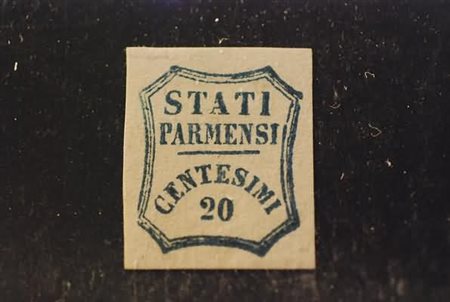 STATI
PARMENSI
CENTESIMI
20